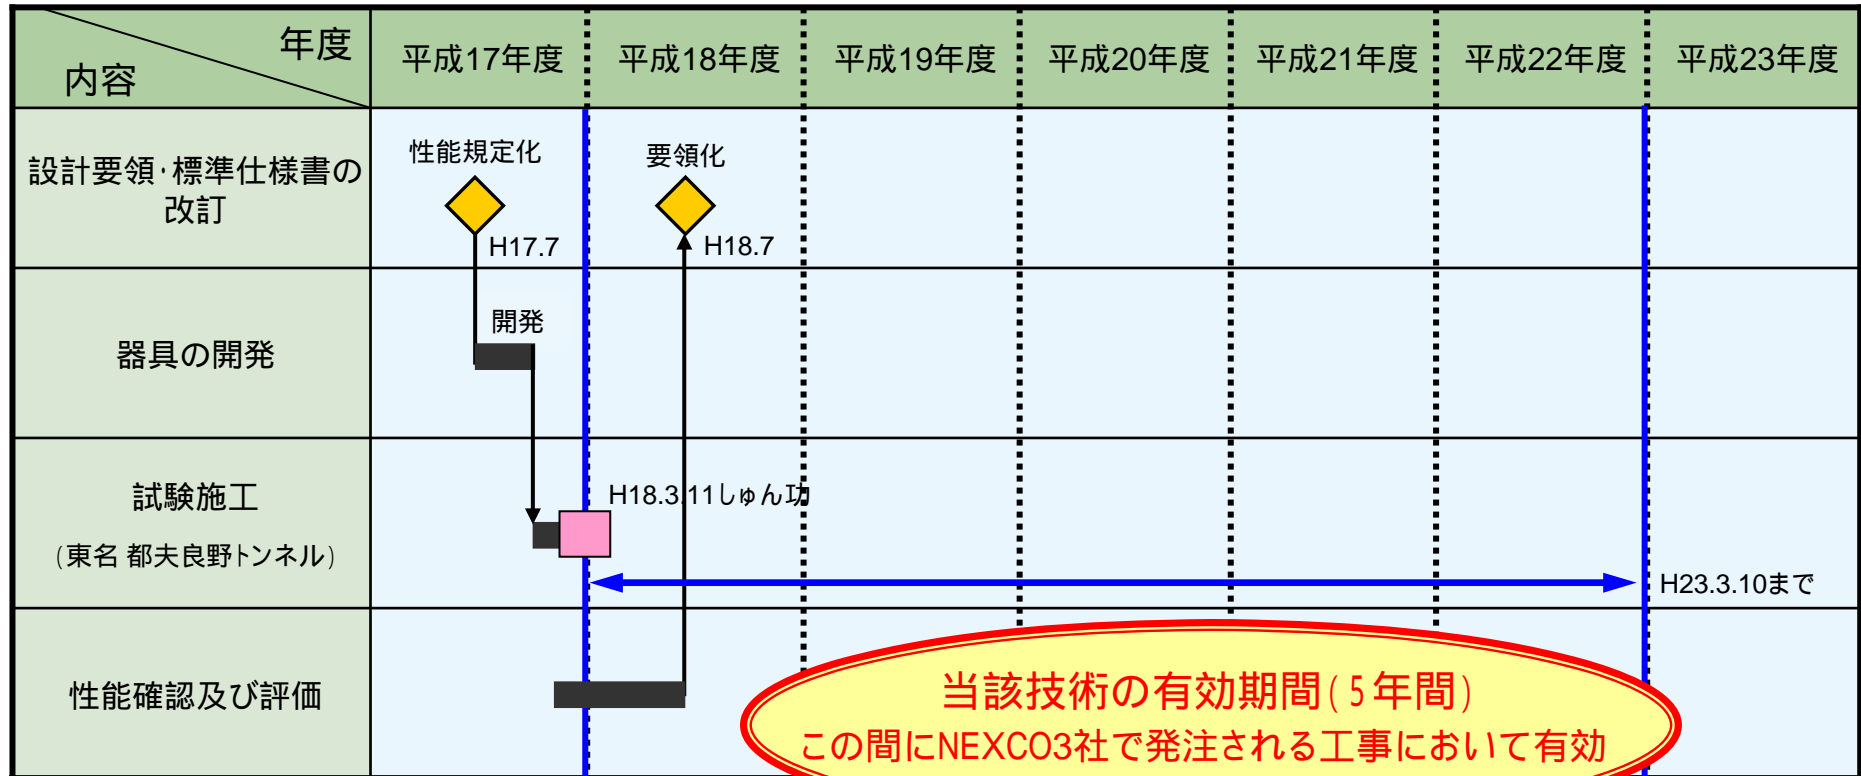 年度
内容
平成17年度
平成18年度
平成19年度
平成20年度
平成21年度
平成22年度
平成23年度
設計要領・標準仕様書の
改訂
性能規定化
H17.7
要領化
H18.7
器具の開発
開発
試験施工
(東名 都夫良野トンネル)
H18.3.11しゅん功
H23.3.10まで
性能確認及び評価
当該技術の有効期間(5年間)
この間にNEXCO3社で発注される工事において有効